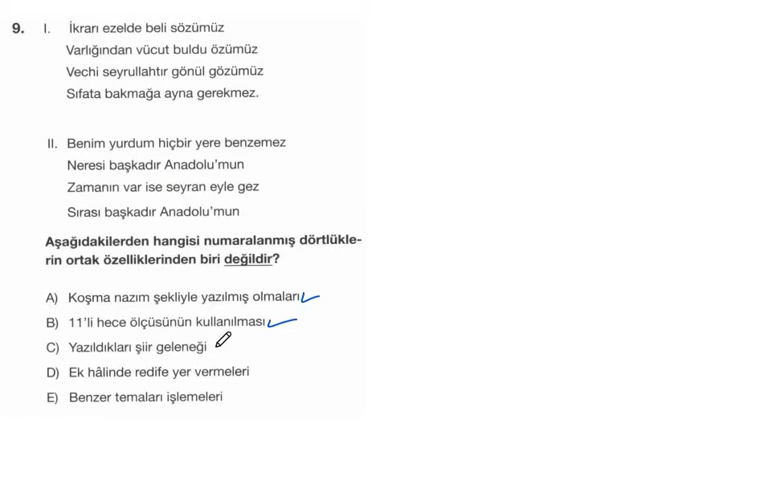 9. I. İkrarı ezelde beli sözümüz
Varlığından vücut buldu özümüz
Vechi seyrullahtır gönül gözümüz
Sıfata bakmağa ayna gerekmez.
II. Benim yurdum hiçbir yere benzemez
Neresi başkadır Anadolu'mun
Zamanın var ise seyran eyle gez
Sırası başkadır Anadolu'mun
Aşağıdakilerden hangisi numaralanmış dörtlükle-
rin ortak özelliklerinden biri değildir?
A) Koşma nazım şekliyle yazılmış olmaları
B) 11'li hece ölçüsünün kullanılması
C) Yazıldıkları şiir geleneği
D) Ek hâlinde redife yer vermeleri
E) Benzer temaları işlemeleri